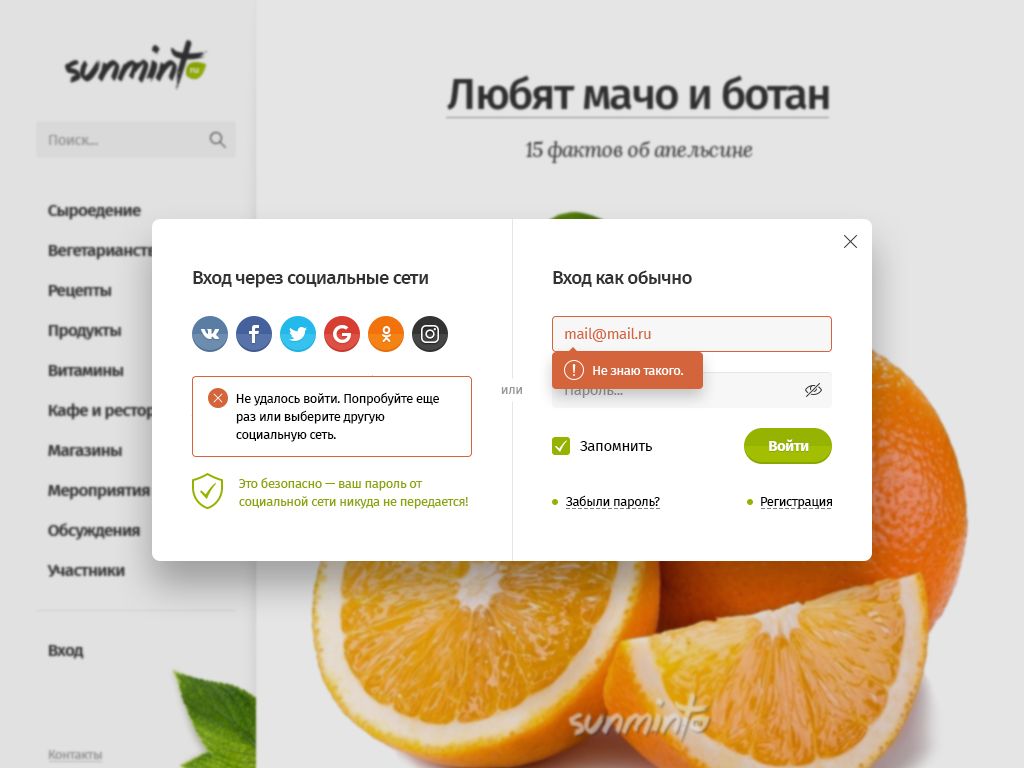 sunminto
ru
Поиск...
Сыроедение
Рецепты
Продукты
Витамины
Кафе и
Магазины
Мероприятия
Обсуждения
Участники
Вход
Контакты
Любят мачо и ботан
15 фактов об апельсине
Вход через социальные сети
Не удалось войти. Попробуйте еще
раз или выберите другую
социальную сеть.
Это безопасно — ваш пароль от
социальной сети никуда не передается!
или
Вход как обычно
mail@mail.ru
Не знаю такого.
Пароль...
Запомнить
Войти
Забыли пароль?
Регистрация
sunminto